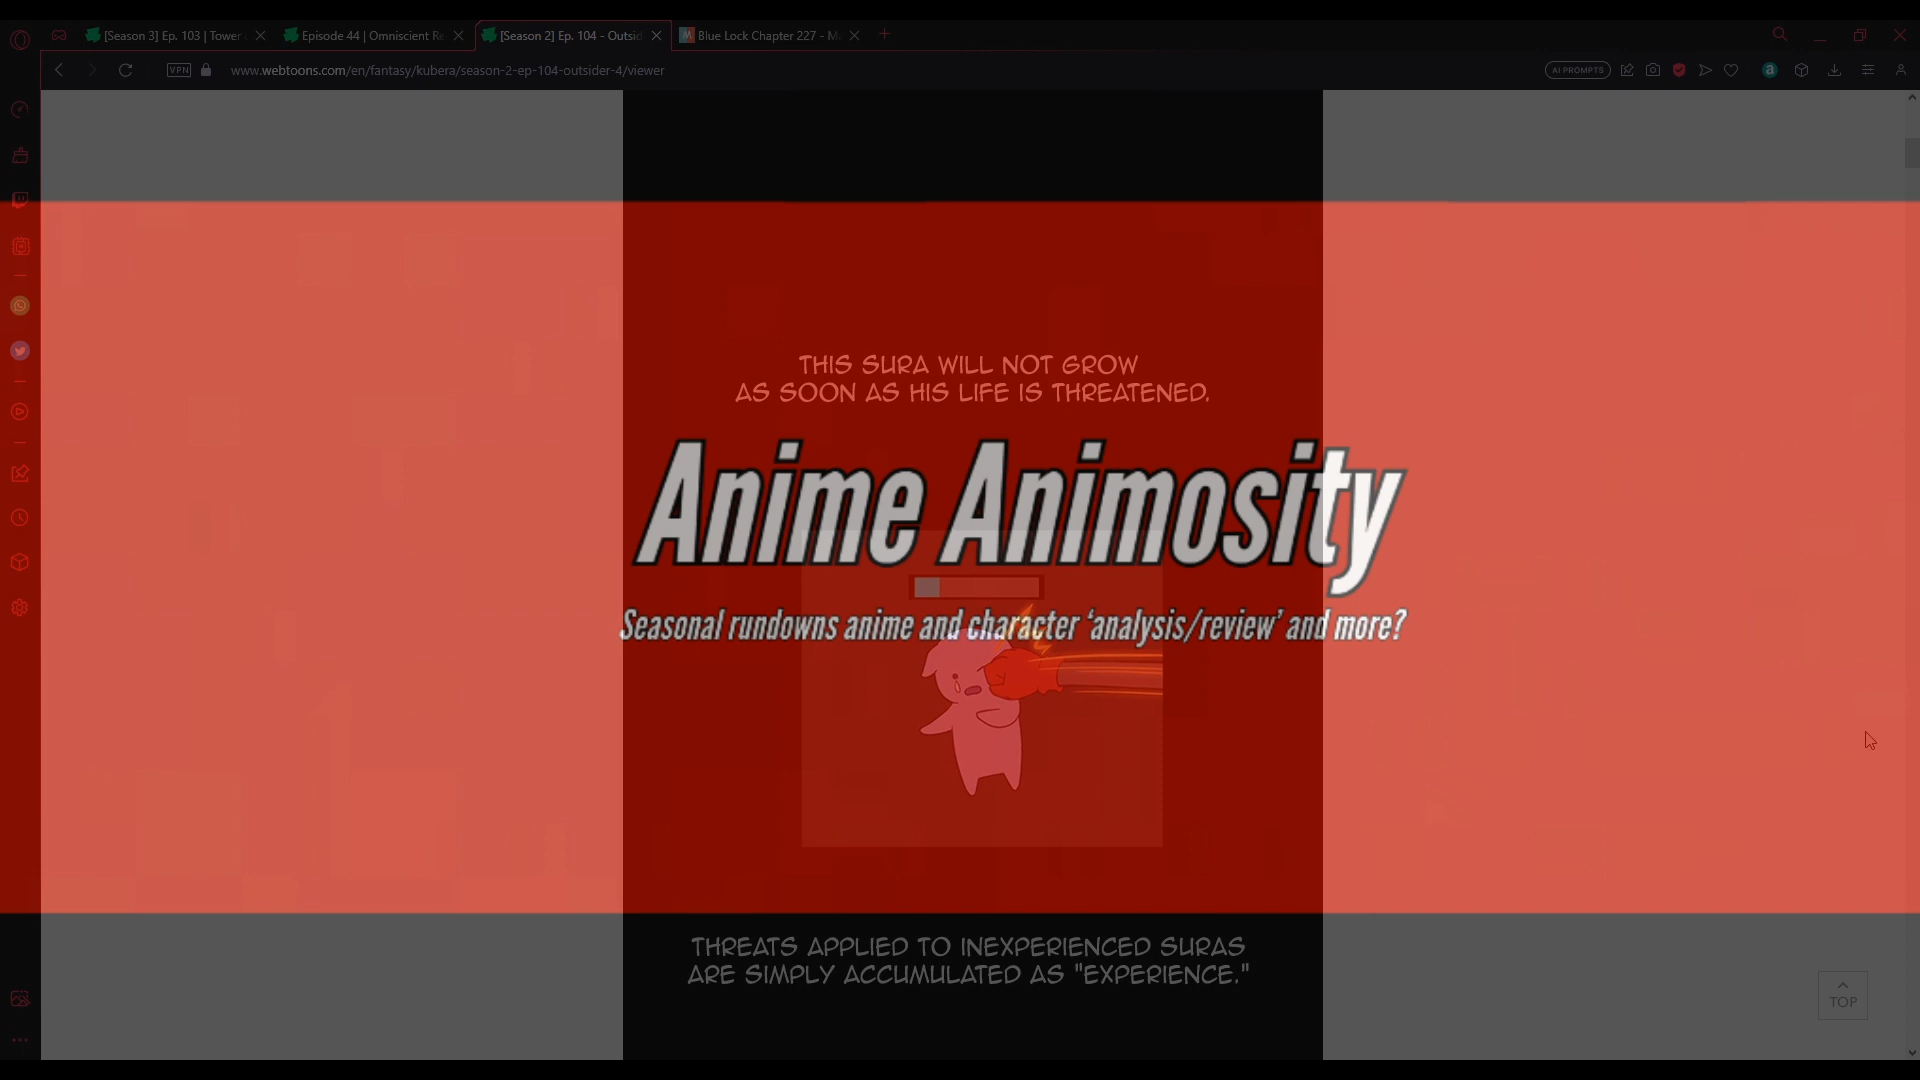 [Season 3] Ep. 103 | Tower
Episode 44 | Omniscient Re
[Season 2] Ep. 104 - Outsid
Blue Lock Chapter 227 - M
VPN
www.webtoons.com/en/fantasy/kubera/season-2-ep-104-outsider-4/viewer
AI PROMPTS
THIS SURA WILL NOT GROW
AS SOON AS HIS LIFE IS THREATENED.
Anime Animosity
Seasonal rundowns anime and character ‘analysis/review’ and more?
THREATS APPLIED TO INEXPERIENCED SURAS
ARE SIMPLY ACCUMULATED AS "EXPERIENCE."
TOP